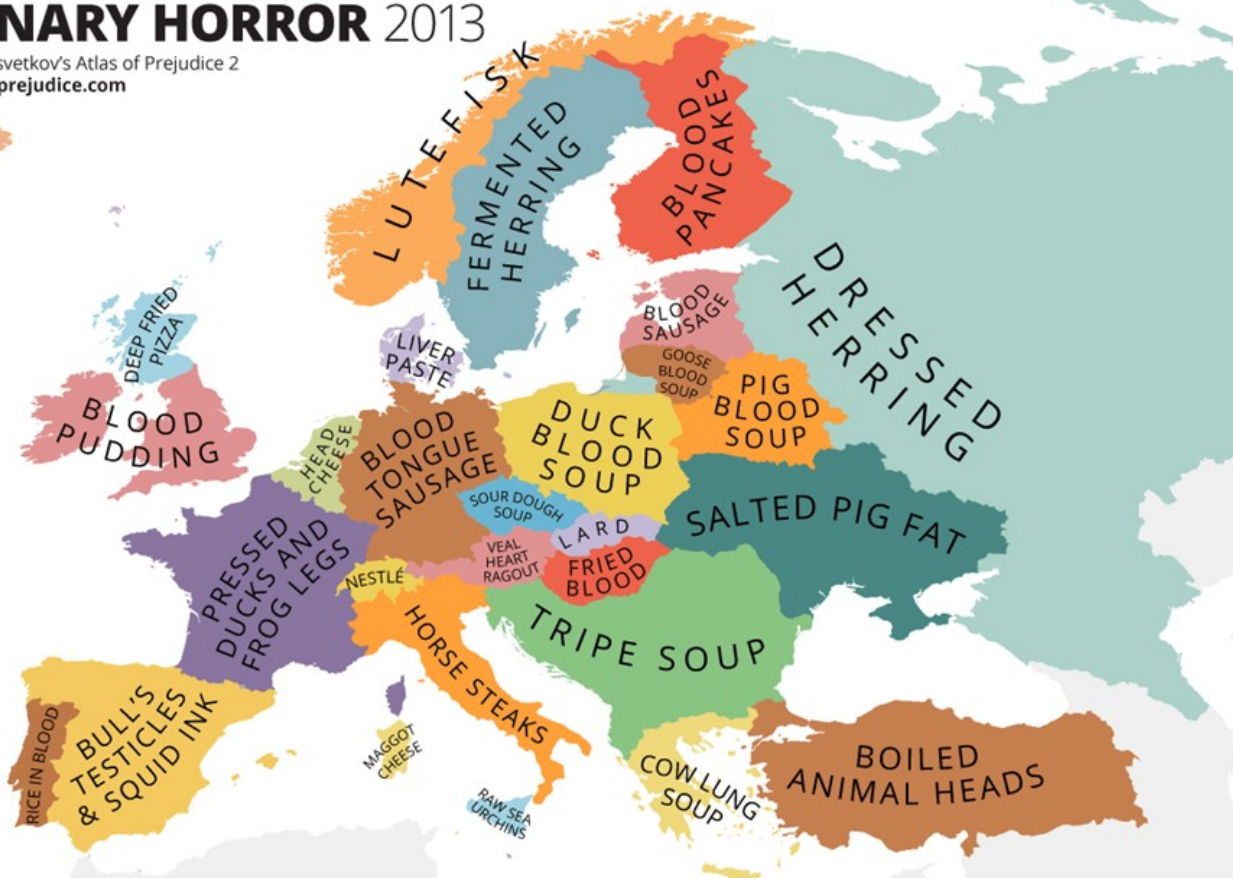 NARY HORROR 2013
svetkov's Atlas of Prejudice 2
prejudice.com
LUTEFISK
FERMENTED
HERRING
BLOOD
PANCAKES
DRESSED
HERRING
DEEP FRIED
PIZZA
BLOOD
PUDDING
LIVER
PASTE
BLOOD
SAUSAGE
GOOSE
BLOOD
SOUP
PIG
BLOOD
SOUP
HEAD
CHEESE
BLOOD
TONGUE
SAUSAGE
DUCK
BLOOD
SOUP
SOUR DOUGH
SOUP
LARD
SALTED PIG FAT
PRESSED
DUCKS AND
FROG LEGS
NESTLÉ
VEAL
HEART
RAGOUT
FRIED
BLOOD
HORSE STEAKS
TRIPE SOUP
RICE IN BLOOD
BULL'S
TESTICLES
& SQUID INK
MAGGOT
CHEESE
RAW SEA
URCHINS
COW LUNG
SOUP
BOILED
ANIMAL HEADS